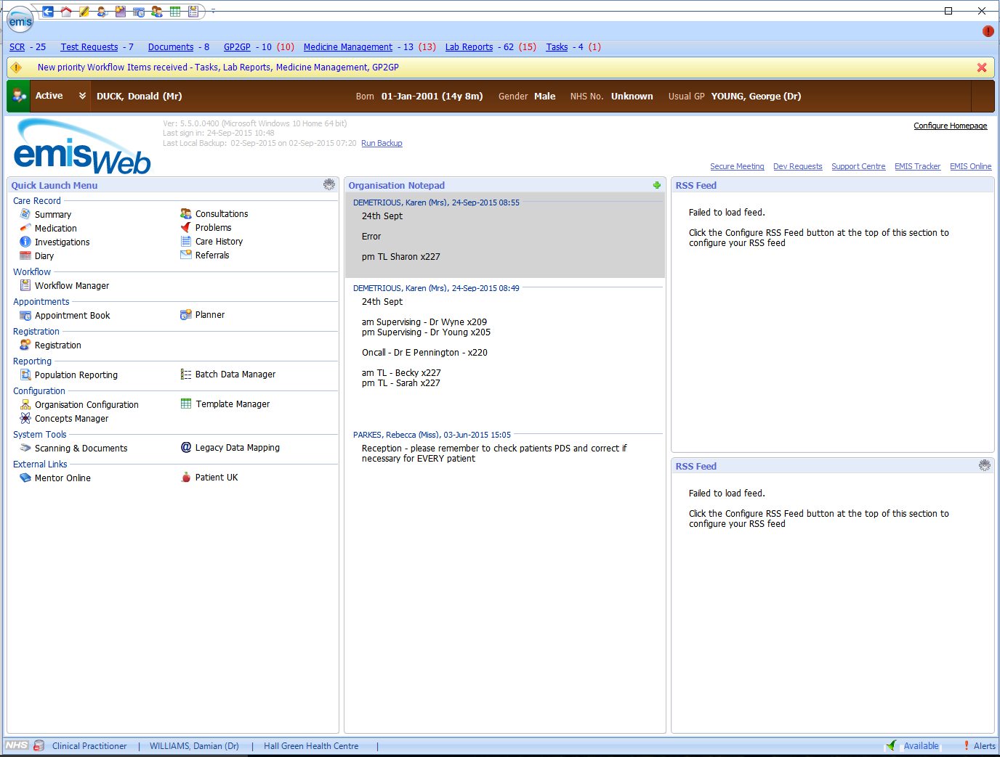 emis
SCR - 25 Test Requests - 7 Documents - 8 GP2GP - 10 (10) Medicine Management - 13 (13) Lab Reports - 62 (15) Tasks - 4 (1)
New priority Workflow Items received - Tasks, Lab Reports, Medicine Management, GP2GP
Active DUCK, Donald (Mr) Born 01-Jan-2001 (14y 8m) Gender Male NHS No. Unknown Usual GP YOUNG, George (Dr)
emisWeb
Ver: 5.5.0.0400 (Microsoft Windows 10 Home 64 bit)
Last sign in: 24-Sep-2015 10:48
Last Local Backup: 02-Sep-2015 on 02-Sep-2015 07:20 Run Backup
Configure Homepage
Secure Meeting Dev Requests Support Centre EMIS Tracker EMIS Online
Quick Launch Menu
Care Record
Summary Consultations
Medication Problems
Investigations Care History
Diary Referrals
Workflow
Workflow Manager
Appointments
Appointment Book Planner
Registration
Registration
Reporting
Population Reporting Batch Data Manager
Configuration
Organisation Configuration Template Manager
Concepts Manager
System Tools
Scanning & Documents Legacy Data Mapping
External Links
Mentor Online Patient UK
Organisation Notepad
DEMETRIOUS, Karen (Mrs), 24-Sep-2015 08:55
24th Sept
Error
pm TL Sharon x227
DEMETRIOUS, Karen (Mrs), 24-Sep-2015 08:49
24th Sept
am Supervising - Dr Wyne x209
pm Supervising - Dr Young x205
Oncall - Dr E Pennington - x220
am TL - Becky x227
pm TL - Sarah x227
PARKES, Rebecca (Miss), 03-Jun-2015 15:05
Reception - please remember to check patients PDS and correct if
necessary for EVERY patient
RSS Feed
Failed to load feed.
Click the Configure RSS Feed button at the top of this section to
configure your RSS feed
RSS Feed
Failed to load feed.
Click the Configure RSS Feed button at the top of this section to
configure your RSS feed
NHS Clinical Practitioner | WILLIAMS, Damian (Dr) | Hall Green Health Centre | Available Alerts